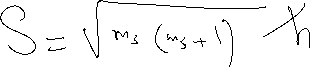 S = √(m_s (m_s + 1)) ħ